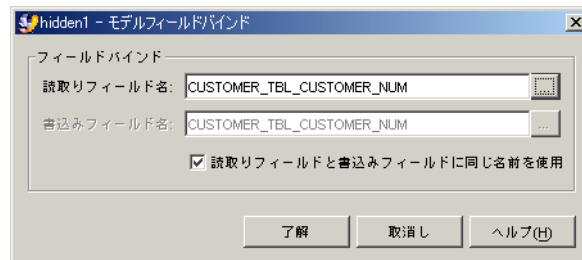 hidden1 - モデルフィールドバインド
フィールドバインド
読取りフィールド名: CUSTOMER_TBL_CUSTOMER_NUM ...
書込みフィールド名: CUSTOMER_TBL_CUSTOMER_NUM ...
読取りフィールドと書込みフィールドに同じ名前を使用
了解 取消し ヘルプ(H)